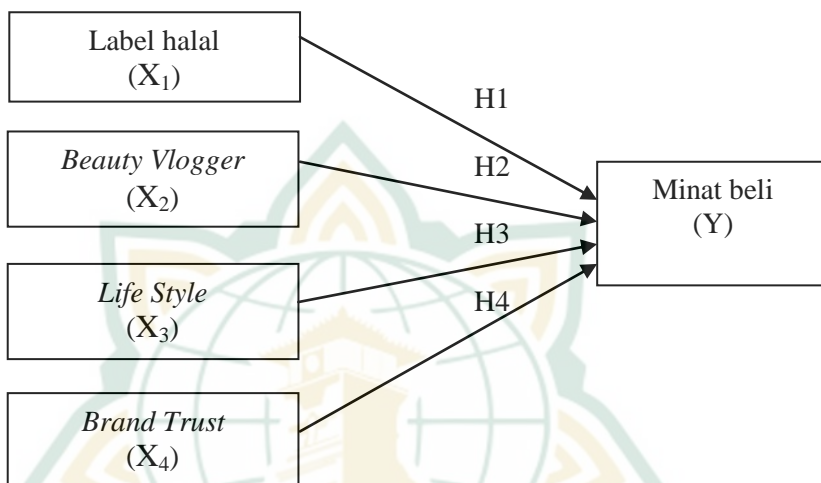 Label halal
(X₁)
H1
Beauty Vlogger
(X₂)
H2
Minat beli
(Y)
H3
Life Style
(X₃)
H4
Brand Trust
(X₄)